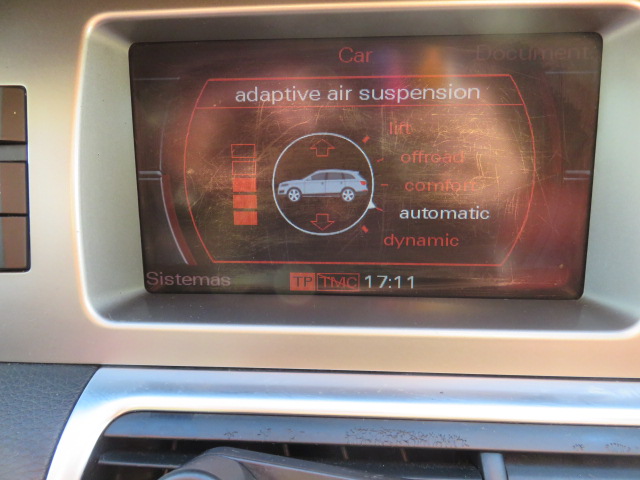 Car
Document
adaptive air suspension
lift
offroad
comfort
automatic
dynamic
Sistemas
TP TMC 17:11